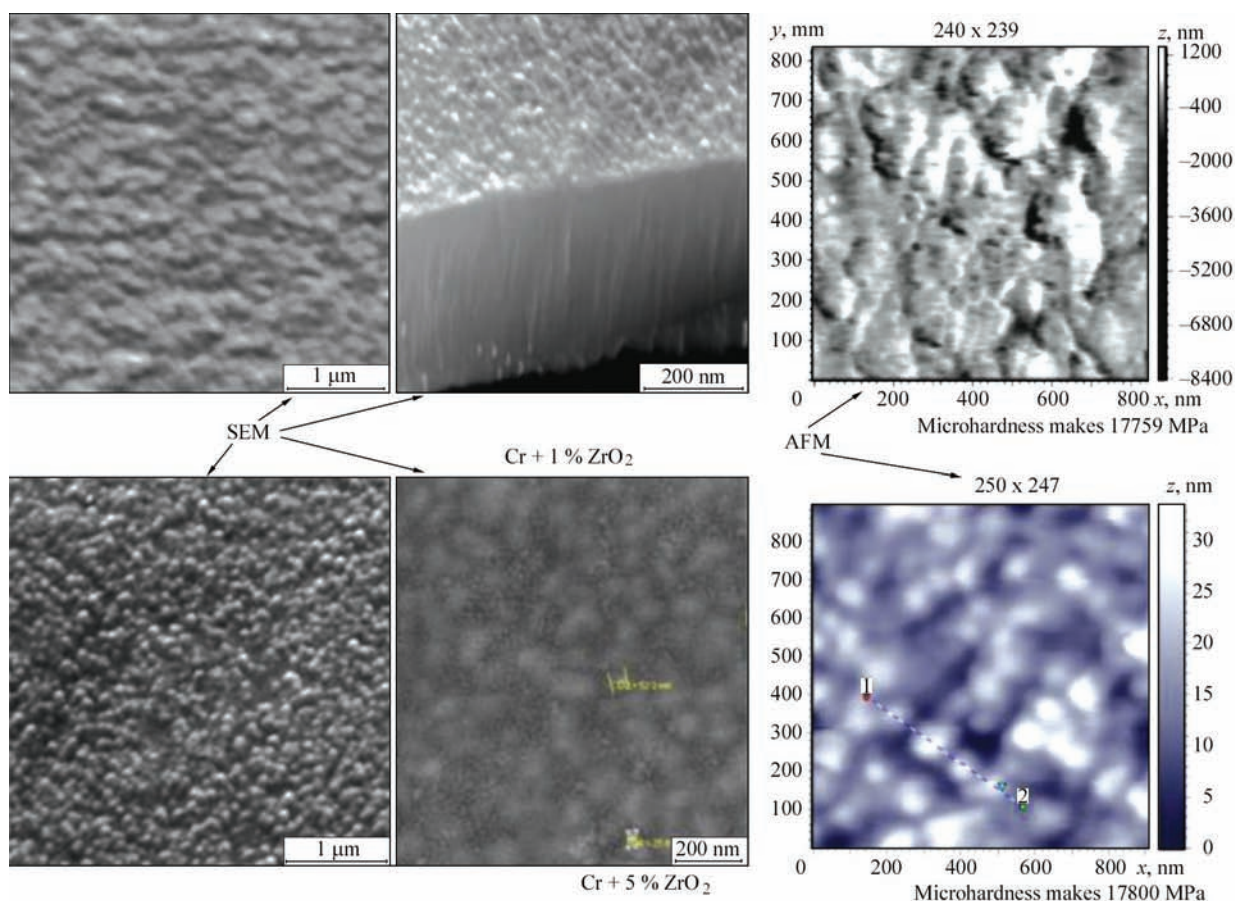 y, mm
240 x 239
z, nm
800
700
600
500
400
300
200
100
0
200
400
600
800 x, nm
1200
−400
−2000
−3600
−5200
−6800
−8400
1 μm
200 nm
Microhardness makes 17759 MPa
SEM
AFM
Cr + 1 % ZrO₂
250 x 247
z, nm
800
700
600
500
400
300
200
100
0
200
400
600
800
x, nm
30
25
20
15
10
5
0
1
2
1 μm
200 nm
Cr + 5 % ZrO₂
Microhardness makes 17800 MPa